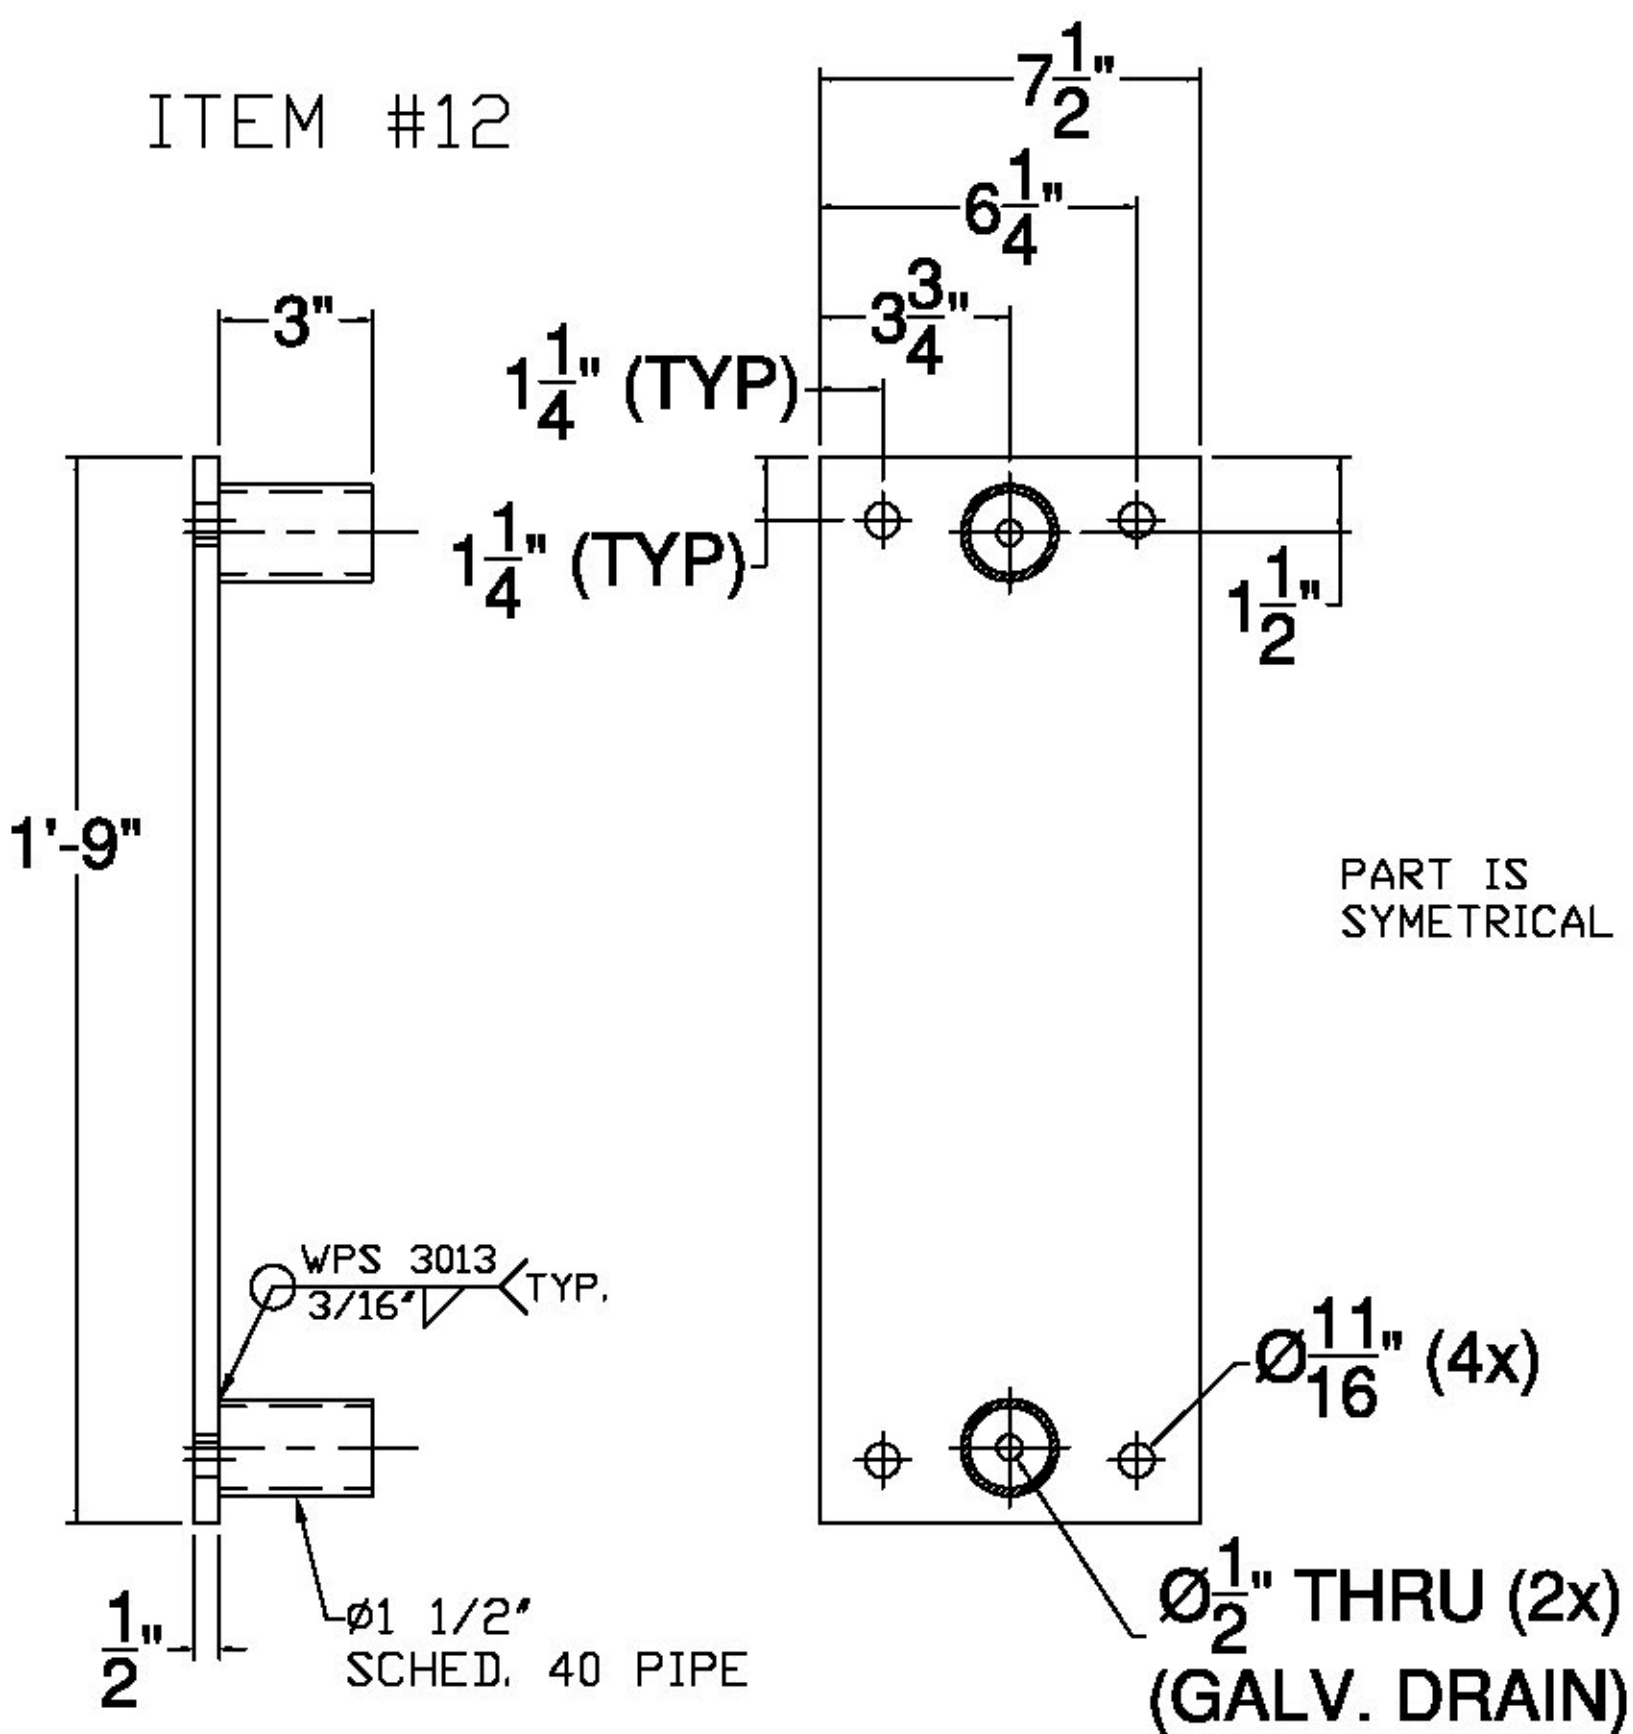 ITEM #12
7 1/2"
6 1/4"
3 3/4"
3"
1 1/4" (TYP)
1 1/4" (TYP)
1 1/2"
1'-9"
PART IS
SYMETRICAL
WPS 3013
3/16" TYP.
Ø 11/16" (4x)
Ø 1/2" THRU (2x)
(GALV. DRAIN)
1/2"
Ø1 1/2"
SCHED. 40 PIPE